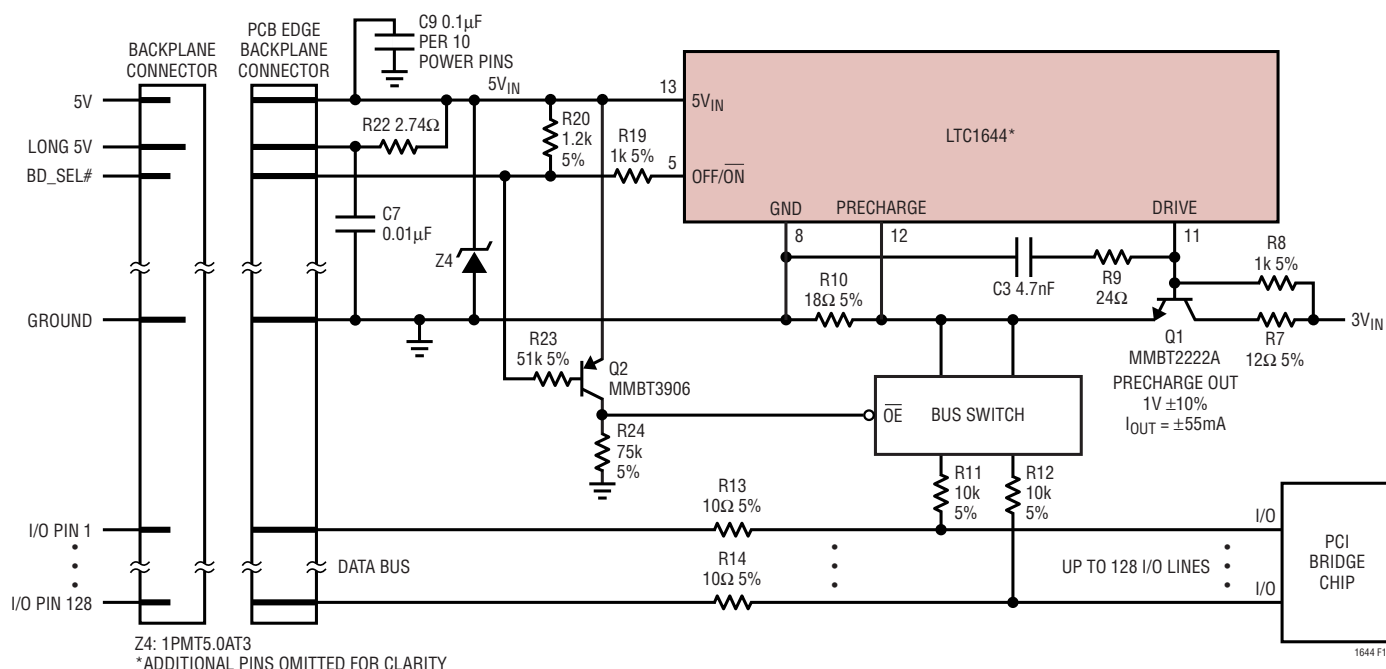 C9 0.1μF
PER 10
POWER PINS
BACKPLANE
CONNECTOR
PCB EDGE
BACKPLANE
CONNECTOR
5V
LONG 5V
BD_SEL#
GROUND
I/O PIN 1
I/O PIN 128
5VIN
R22 2.74Ω
C7
0.01μF
Z4
R20
1.2k
5%
R19
1k 5%
13
5
5VIN
OFF/ON
LTC1644*
GND
PRECHARGE
DRIVE
8
12
11
R10
18Ω 5%
C3 4.7nF
R9
24Ω
R8
1k 5%
R7
12Ω 5%
3VIN
Q1
MMBT2222A
PRECHARGE OUT
1V ±10%
IOUT = ±55mA
R23
51k 5%
Q2
MMBT3906
R24
75k
5%
OE
BUS SWITCH
R11
10k
5%
R12
10k
5%
R13
10Ω 5%
R14
10Ω 5%
DATA BUS
UP TO 128 I/O LINES
I/O
I/O
PCI
BRIDGE
CHIP
Z4: 1PMT5.0AT3
*ADDITIONAL PINS OMITTED FOR CLARITY